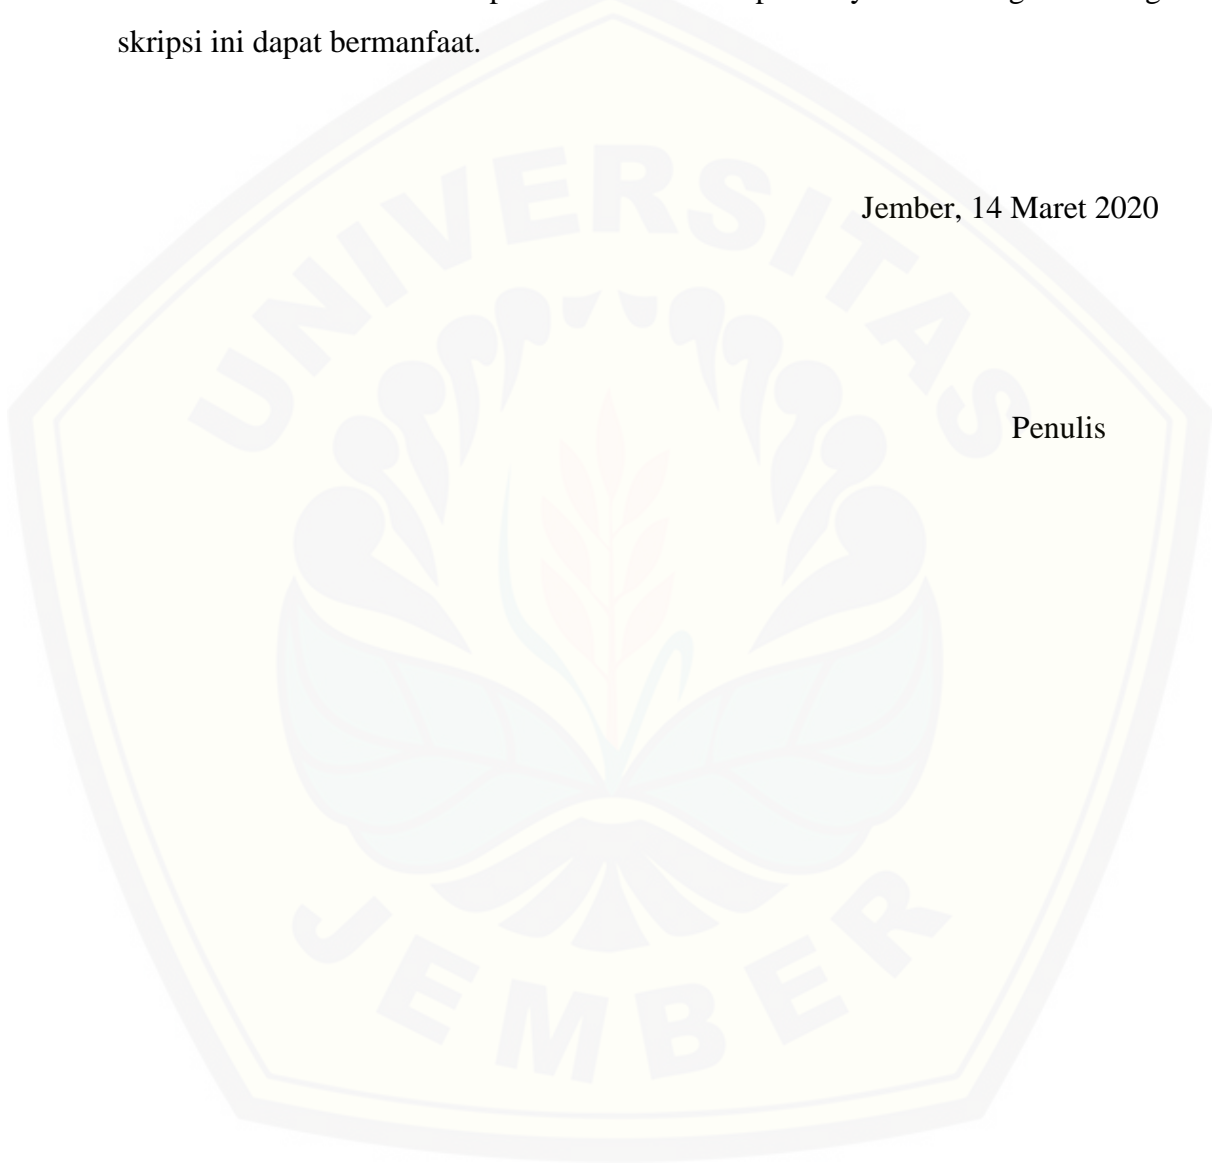 skripsi ini dapat bermanfaat.
Jember, 14 Maret 2020
Penulis
UNIVERSITAS
JEMBER